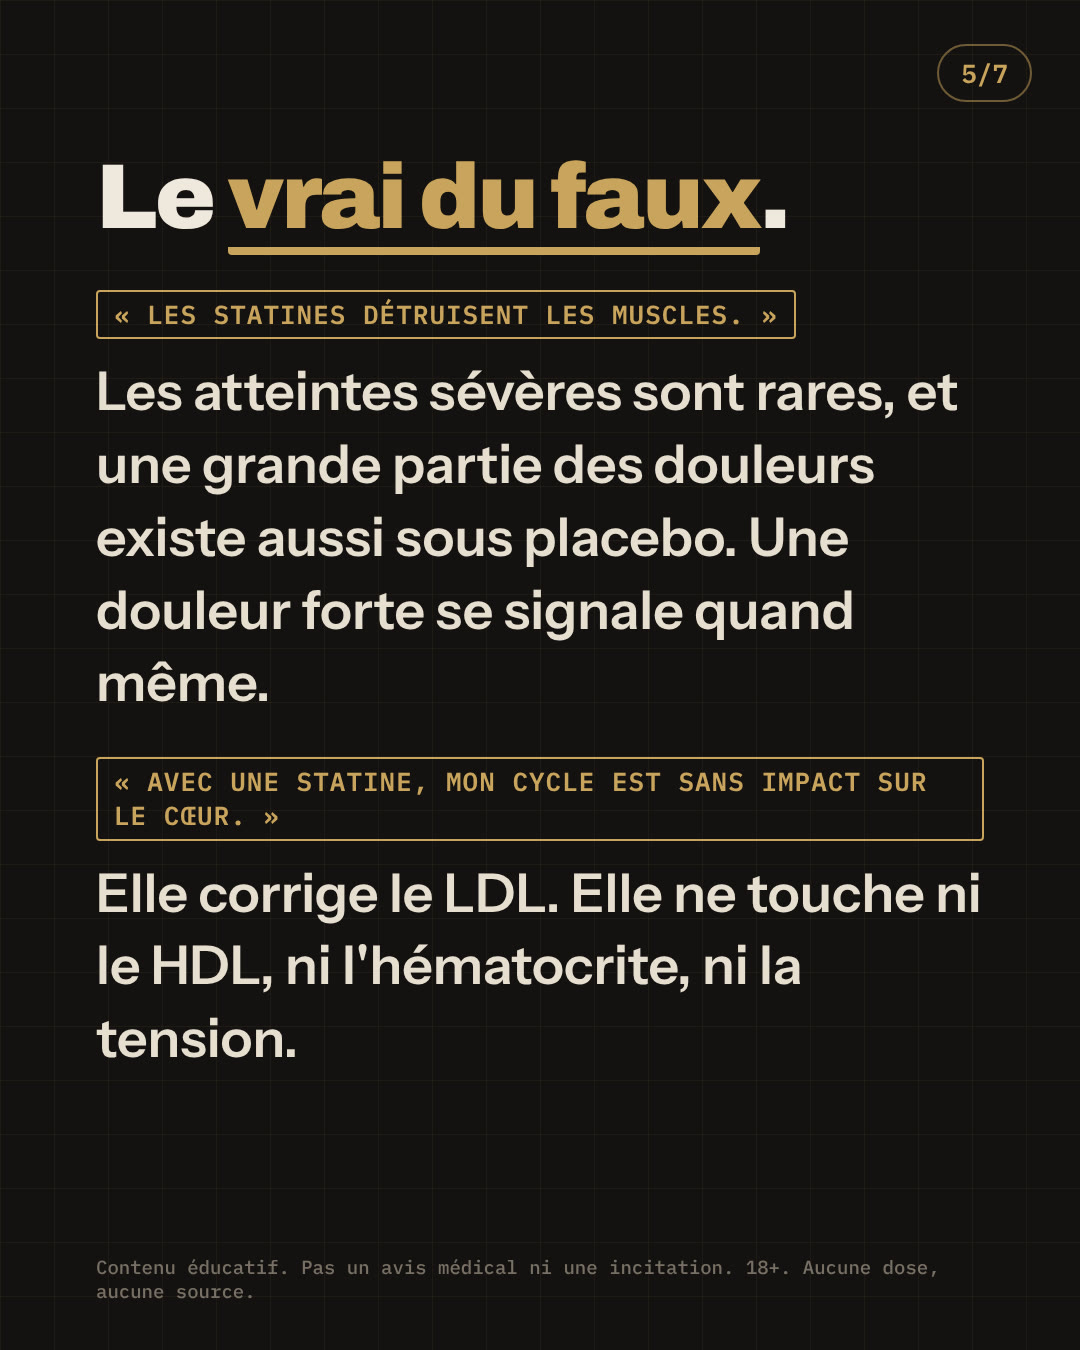 5/7
Le vrai du faux.
« LES STATINES DÉTRUISENT LES MUSCLES. »
Les atteintes sévères sont rares, et
une grande partie des douleurs
existe aussi sous placebo. Une
douleur forte se signale quand
même.
« AVEC UNE STATINE, MON CYCLE EST SANS IMPACT SUR
LE CŒUR. »
Elle corrige le LDL. Elle ne touche ni
le HDL, ni l'hématocrite, ni la
tension.
Contenu éducatif. Pas un avis médical ni une incitation. 18+. Aucune dose,
aucune source.